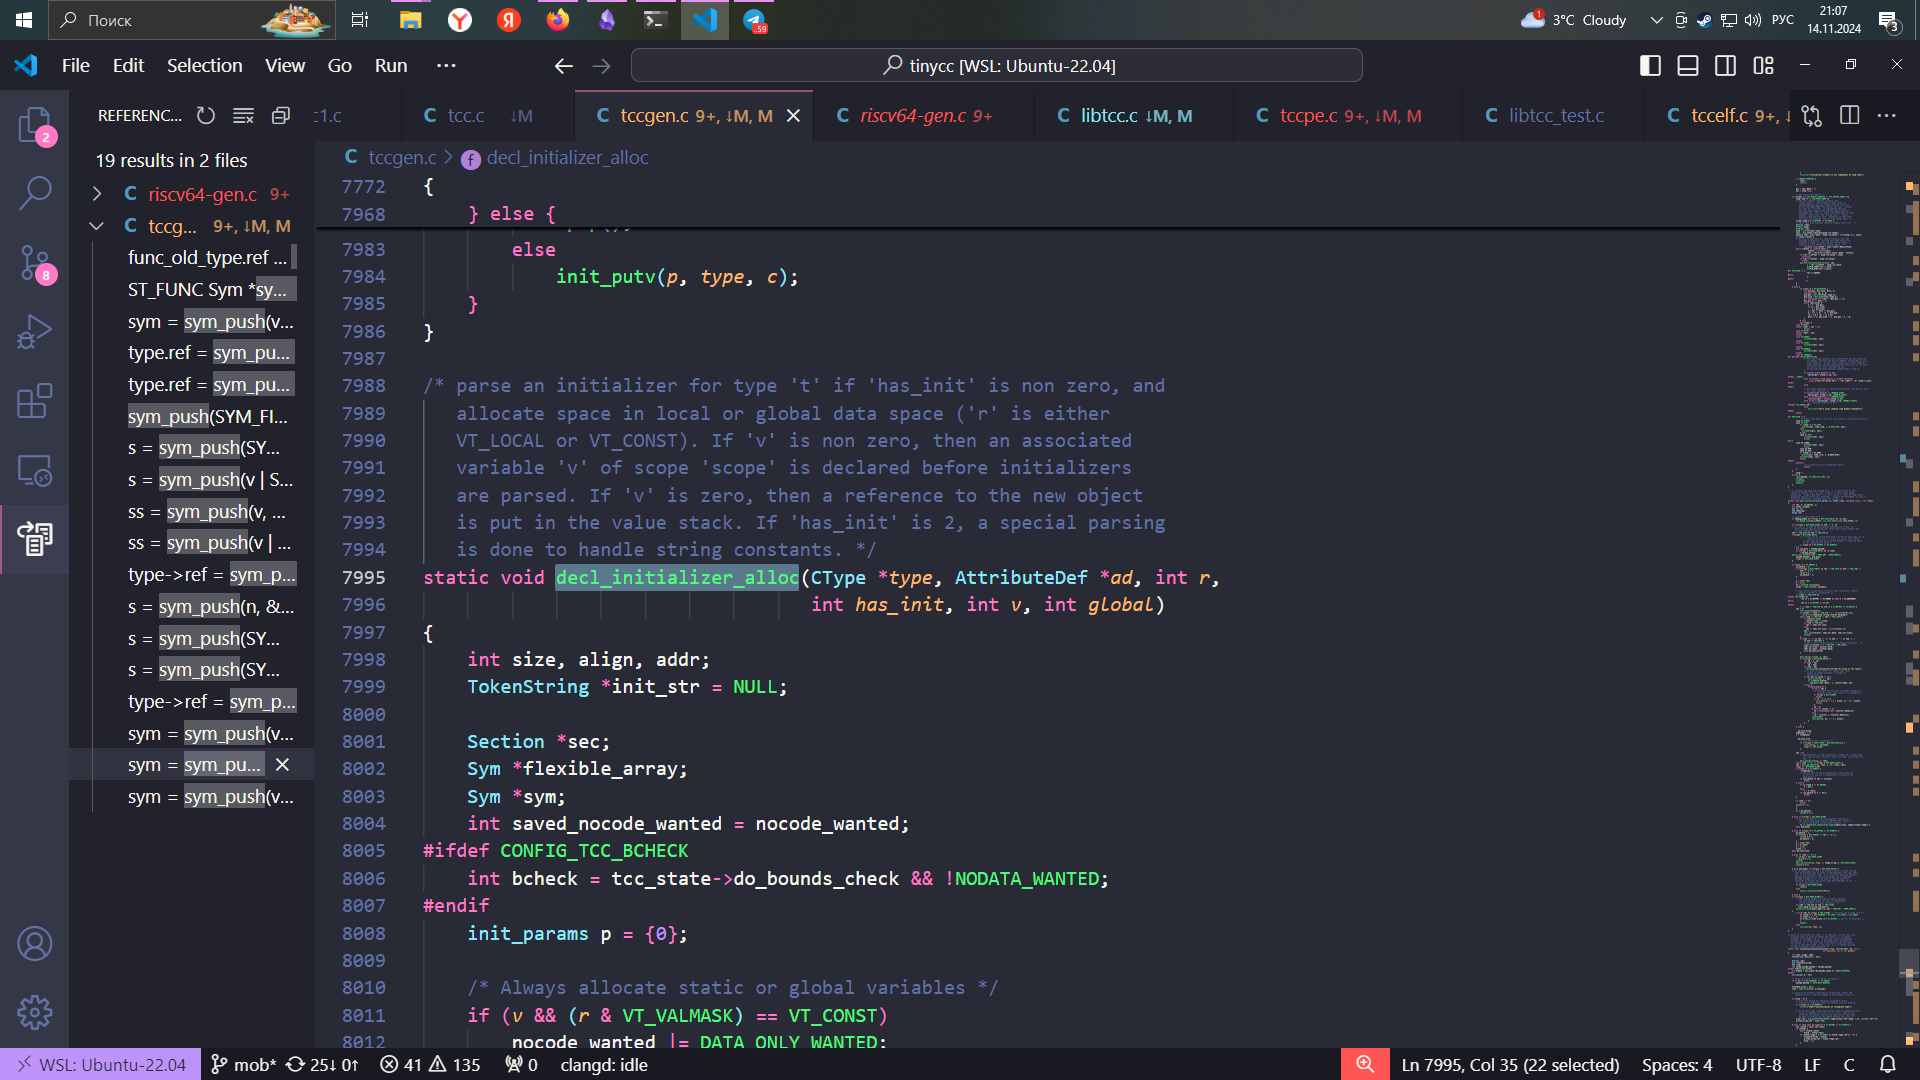 Поиск
59
1
3°C Cloudy
РУС
21:07
14.11.2024
3
File Edit Selection View Go Run ···
tinycc [WSL: Ubuntu-22.04]
REFERENC...
c1.c
C tcc.c ↓M
C tccgen.c 9+, ↓M, M
C riscv64-gen.c 9+
C libtcc.c ↓M, M
C tccpe.c 9+, ↓M, M
C libtcc_test.c
C tccelf.c 9+,
2
8
19 results in 2 files
C riscv64-gen.c 9+
C tccg... 9+, ↓M, M
func_old_type.ref ...
ST_FUNC Sym *sy...
sym = sym_push(v...
type.ref = sym_pu...
type.ref = sym_pu...
sym_push(SYM_FI...
s = sym_push(SY...
s = sym_push(v | S...
ss = sym_push(v, ...
ss = sym_push(v | ...
type->ref = sym_p...
s = sym_push(n, &...
s = sym_push(SY...
s = sym_push(SY...
type->ref = sym_p...
sym = sym_push(v...
sym = sym_pu...
sym = sym_push(v...
C tccgen.c > f decl_initializer_alloc
7772 {
7968 } else {
7983 else
7984 init_putv(p, type, c);
7985 }
7986 }
7987
7988 /* parse an initializer for type 't' if 'has_init' is non zero, and
7989 allocate space in local or global data space ('r' is either
7990 VT_LOCAL or VT_CONST). If 'v' is non zero, then an associated
7991 variable 'v' of scope 'scope' is declared before initializers
7992 are parsed. If 'v' is zero, then a reference to the new object
7993 is put in the value stack. If 'has_init' is 2, a special parsing
7994 is done to handle string constants. */
7995 static void decl_initializer_alloc(CType *type, AttributeDef *ad, int r,
7996 int has_init, int v, int global)
7997 {
7998 int size, align, addr;
7999 TokenString *init_str = NULL;
8000
8001 Section *sec;
8002 Sym *flexible_array;
8003 Sym *sym;
8004 int saved_nocode_wanted = nocode_wanted;
8005 #ifdef CONFIG_TCC_BCHECK
8006 int bcheck = tcc_state->do_bounds_check && !NODATA_WANTED;
8007 #endif
8008 init_params p = {0};
8009
8010 /* Always allocate static or global variables */
8011 if (v && (r & VT_VALMASK) == VT_CONST)
8012 nocode_wanted |= DATA_ONLY_WANTED;
WSL: Ubuntu-22.04 mob* 25↓ 0↑ 41 135 0 clangd: idle
Ln 7995, Col 35 (22 selected) Spaces: 4 UTF-8 LF C